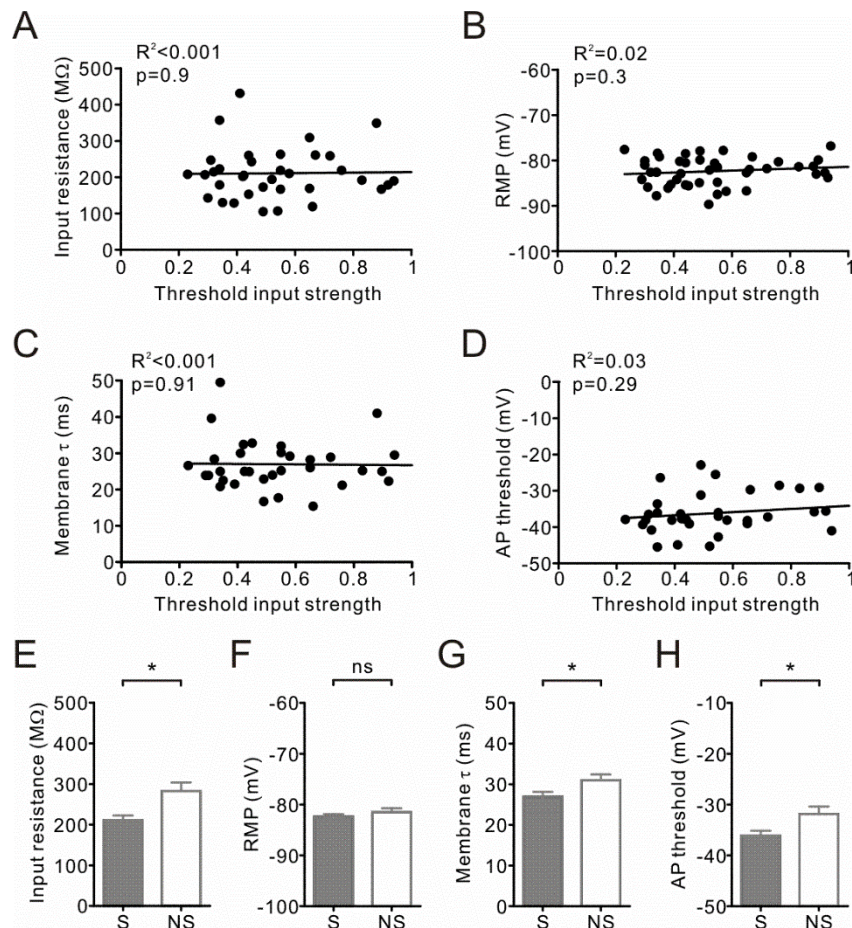 A
R²<0.001
p=0.9
Input resistance (MΩ)
500
400
300
200
100
0
0
0.2
0.4
0.6
0.8
1
Threshold input strength
B
R²=0.02
p=0.3
RMP (mV)
-60
-70
-80
-90
-100
0
0.2
0.4
0.6
0.8
1
Threshold input strength
C
R²<0.001
p=0.91
Membrane τ (ms)
50
40
30
20
10
0
0
0.2
0.4
0.6
0.8
1
Threshold input strength
D
R²=0.03
p=0.29
AP threshold (mV)
0
-10
-20
-30
-40
-50
0
0.2
0.4
0.6
0.8
1
Threshold input strength
E
*
Input resistance (MΩ)
500
400
300
200
100
0
S
NS
F
ns
RMP (mV)
-60
-70
-80
-90
-100
S
NS
G
*
Membrane τ (ms)
50
40
30
20
10
0
S
NS
H
*
AP threshold (mV)
-10
-20
-30
-40
-50
S
NS